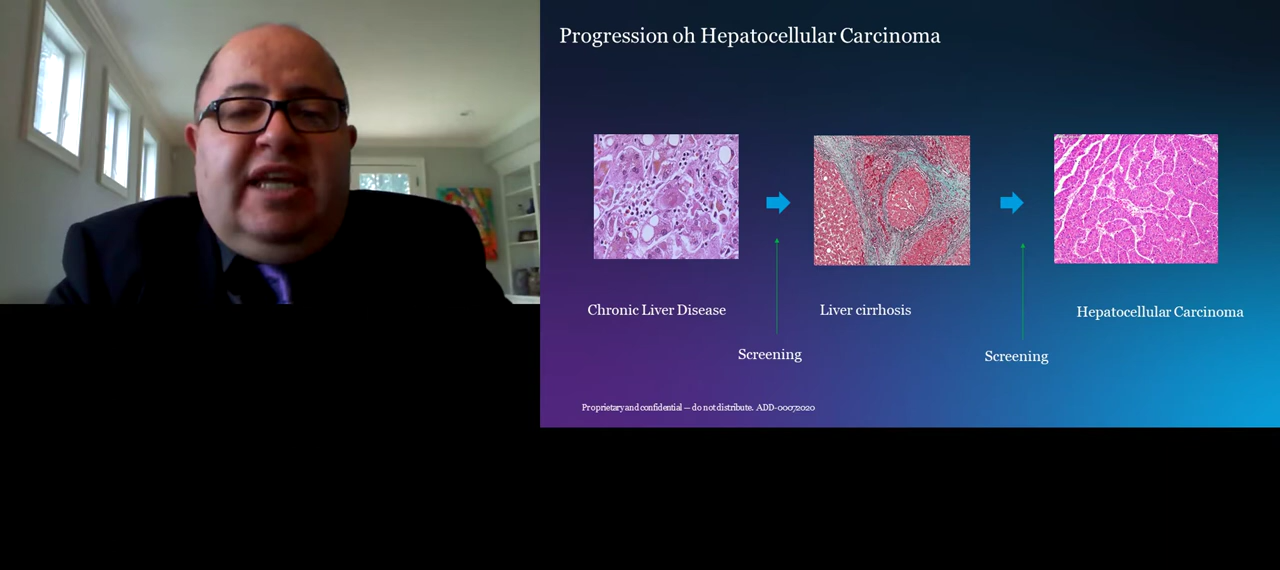 Progression oh Hepatocellular Carcinoma
Chronic Liver Disease
Liver cirrhosis
Hepatocellular Carcinoma
Screening
Screening
Proprietary and confidential — do not distribute. ADD-00072020